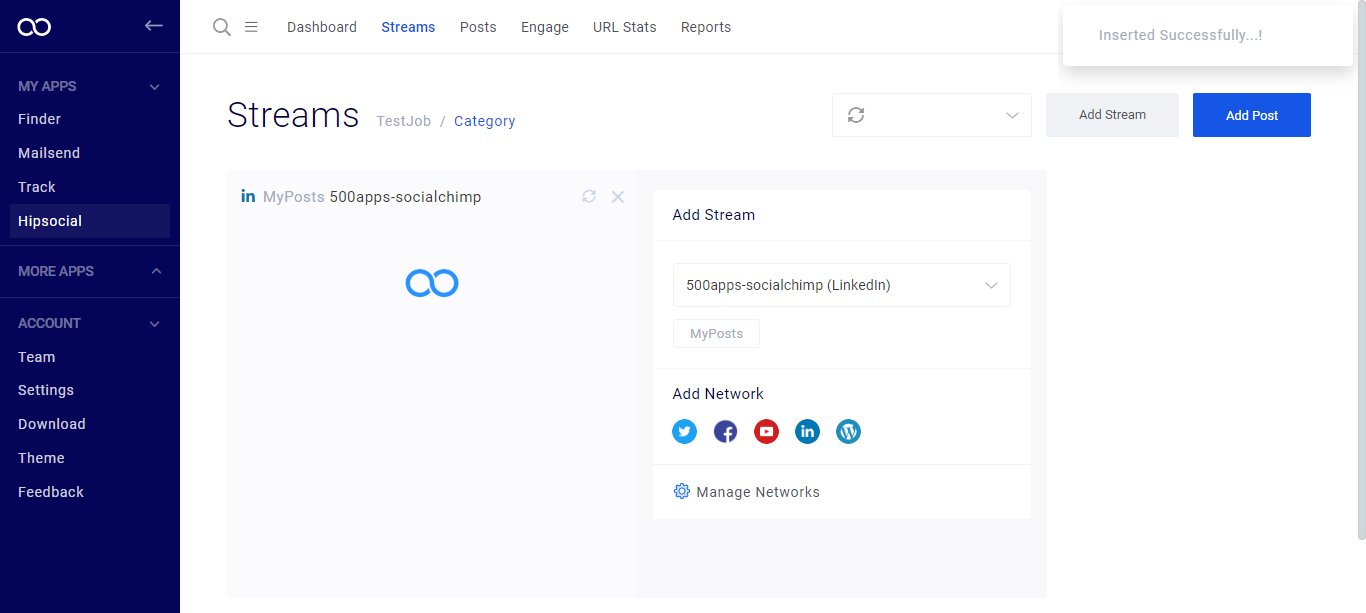 Dashboard Streams Posts Engage URL Stats Reports
Inserted Successfully...!
MY APPS
Finder
Mailsend
Track
Hipsocial
MORE APPS
ACCOUNT
Team
Settings
Download
Theme
Feedback
Streams TestJob / Category
Add Stream
Add Post
in MyPosts 500apps-socialchimp
Add Stream
500apps-socialchimp (LinkedIn)
MyPosts
Add Network
Manage Networks